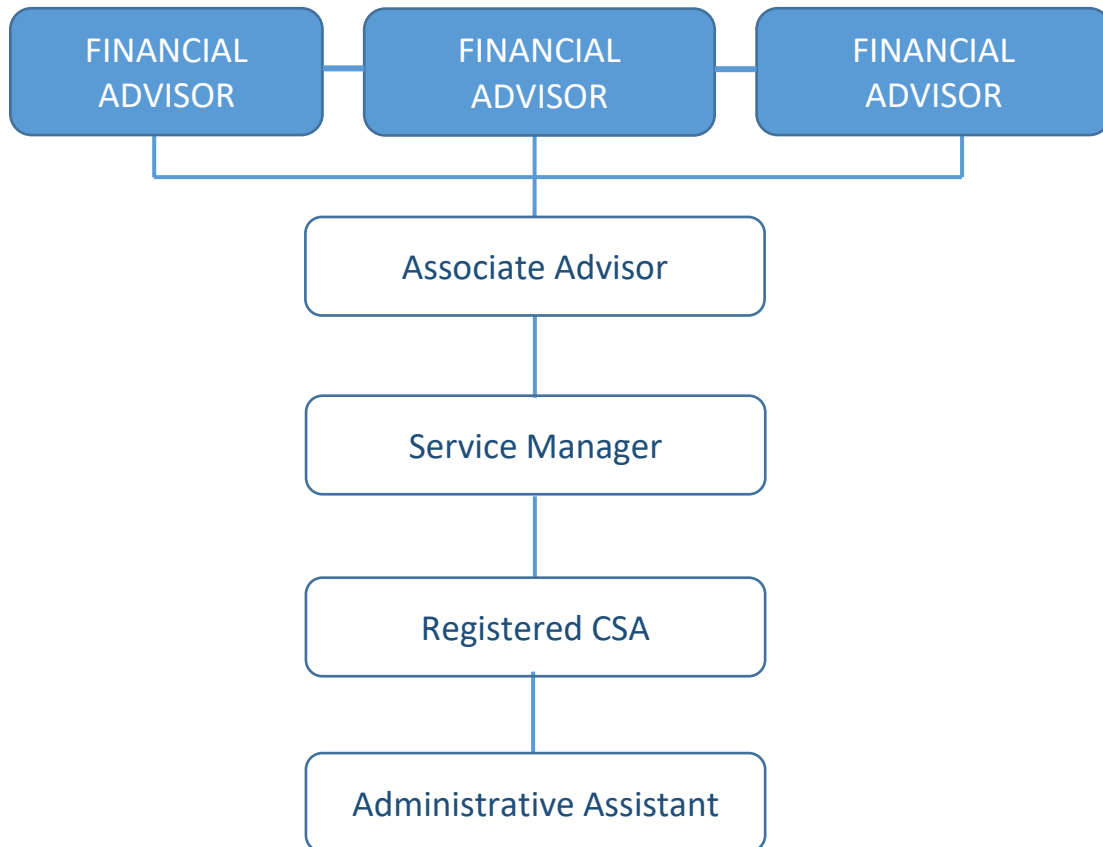 FINANCIAL
ADVISOR
FINANCIAL
ADVISOR
FINANCIAL
ADVISOR
Associate Advisor
Service Manager
Registered CSA
Administrative Assistant